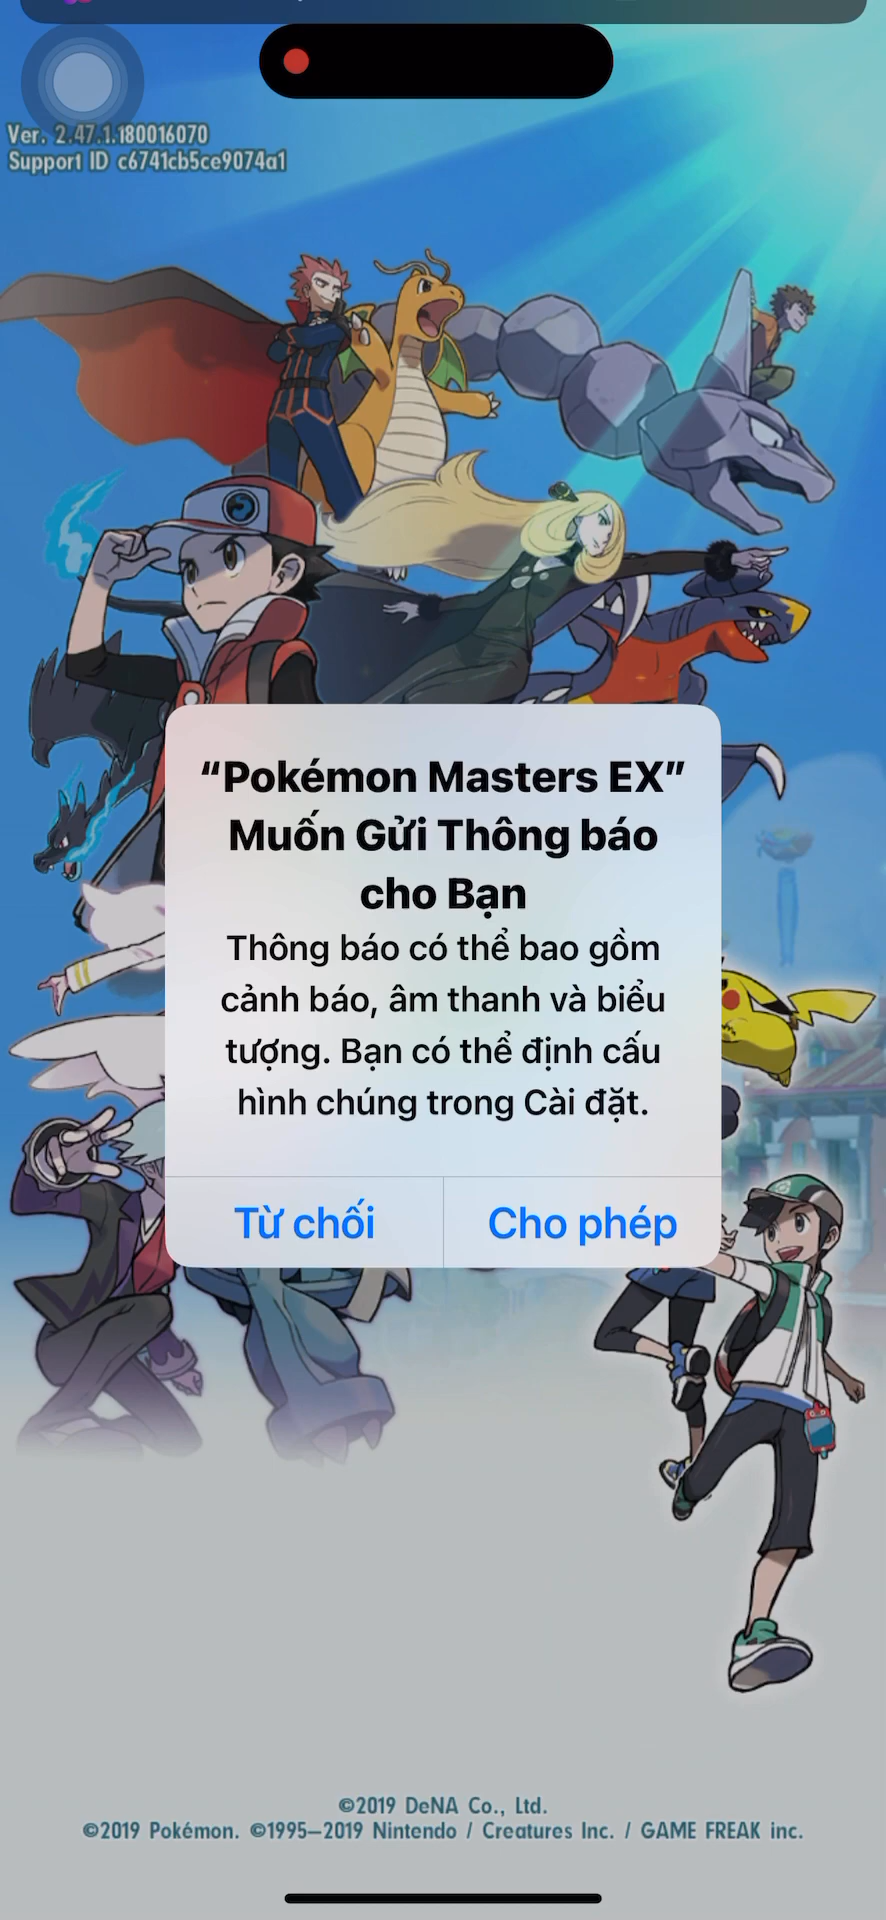 Ver. 2.47.1.180016070
Support ID c6741cb5ce9074a1
“Pokémon Masters EX”
Muốn Gửi Thông báo
cho Bạn
Thông báo có thể bao gồm
cảnh báo, âm thanh và biểu
tượng. Bạn có thể định cấu
hình chúng trong Cài đặt.
Từ chối
Cho phép
©2019 DeNA Co., Ltd.
©2019 Pokémon. ©1995–2019 Nintendo / Creatures Inc. / GAME FREAK inc.